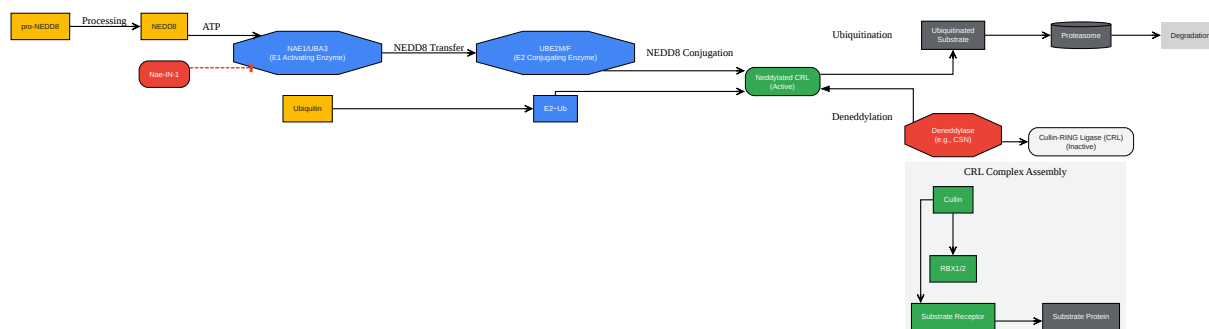 pro-NEDD8
Processing
NEDD8
ATP
NAE1/UBA3
(E1 Activating Enzyme)
NEDD8 Transfer
UBE2M/F
(E2 Conjugating Enzyme)
NEDD8 Conjugation
Nae-IN-1
Ubiquitin
E2~Ub
Neddylated CRL
(Active)
Ubiquitination
Ubiquitinated
Substrate
Proteasome
Degradation
Deneddylation
Deneddylase
(e.g., CSN)
Cullin-RING Ligase (CRL)
(Inactive)
CRL Complex Assembly
Cullin
RBX1/2
Substrate Receptor
Substrate Protein